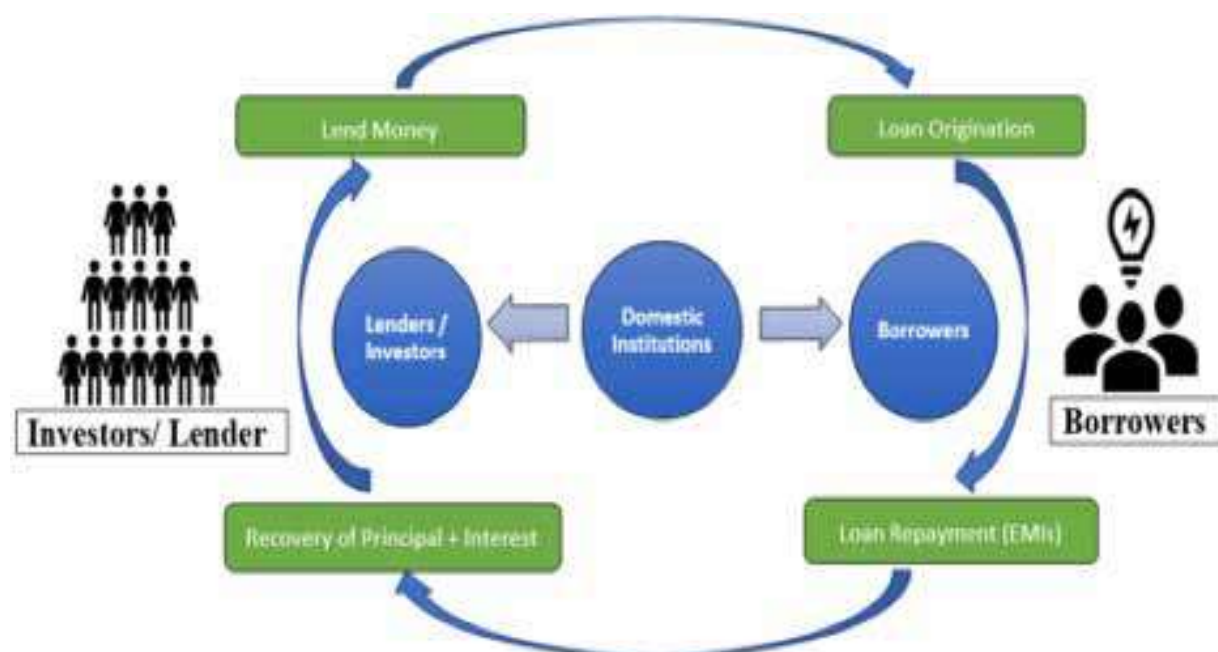 Lend Money
Loan Origination
Lenders /
Investors
Domestic
Institutions
Borrowers
Investors/ Lender
Borrowers
Recovery of Principal + Interest
Loan Repayment (EMIs)